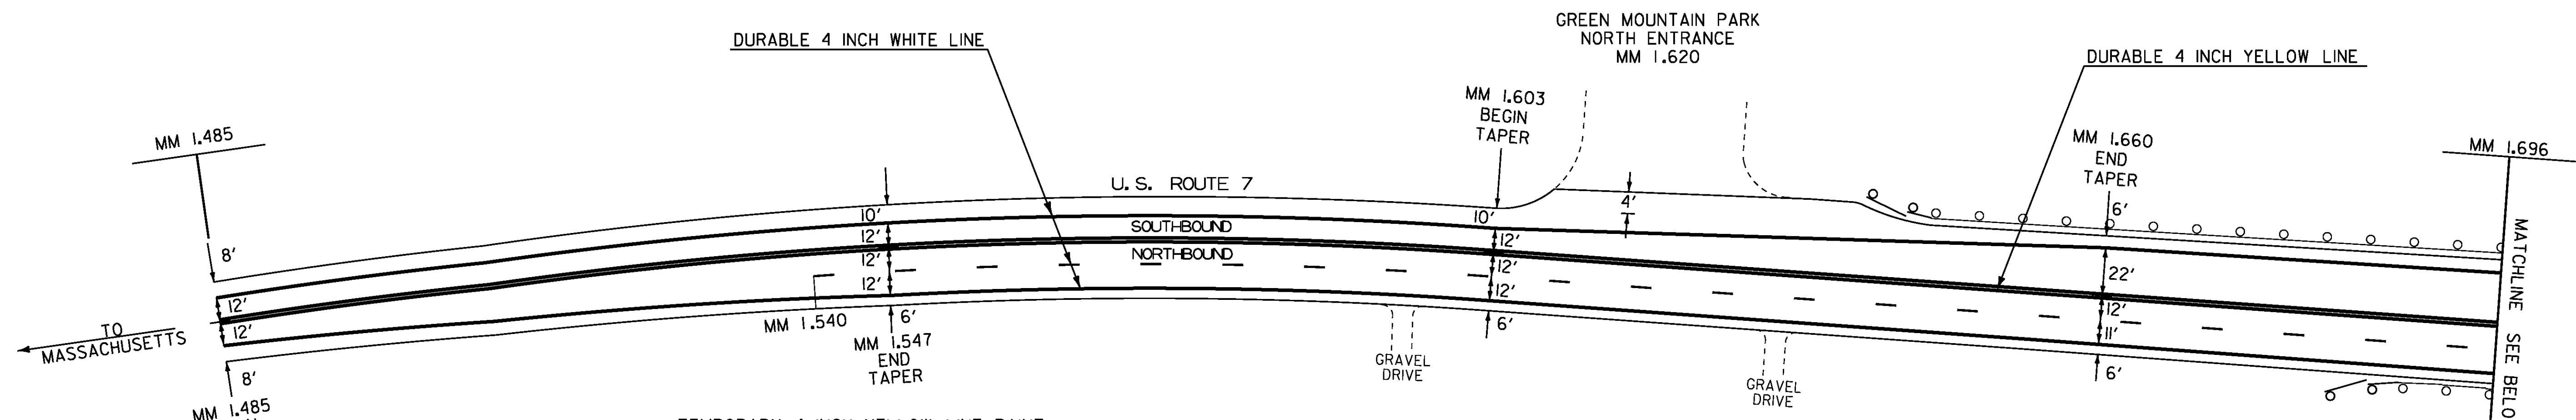 GREEN MOUNTAIN PARK
NORTH ENTRANCE
MM 1.620
DURABLE 4 INCH WHITE LINE
DURABLE 4 INCH YELLOW LINE
MM 1.485
MM 1.603
BEGIN
TAPER
MM 1.660
END
TAPER
MM 1.696
U.S. ROUTE 7
SOUTHBOUND
NORTHBOUND
8'
12'
12'
8'
10'
12'
12'
12'
6'
10'
12'
12'
12'
6'
4'
6'
22'
12'
11'
6'
TO
MASSACHUSETTS
MM 1.540
MM 1.547
END
TAPER
GRAVEL
DRIVE
GRAVEL
DRIVE
MATCHLINE SEE BELO
MM 1.485